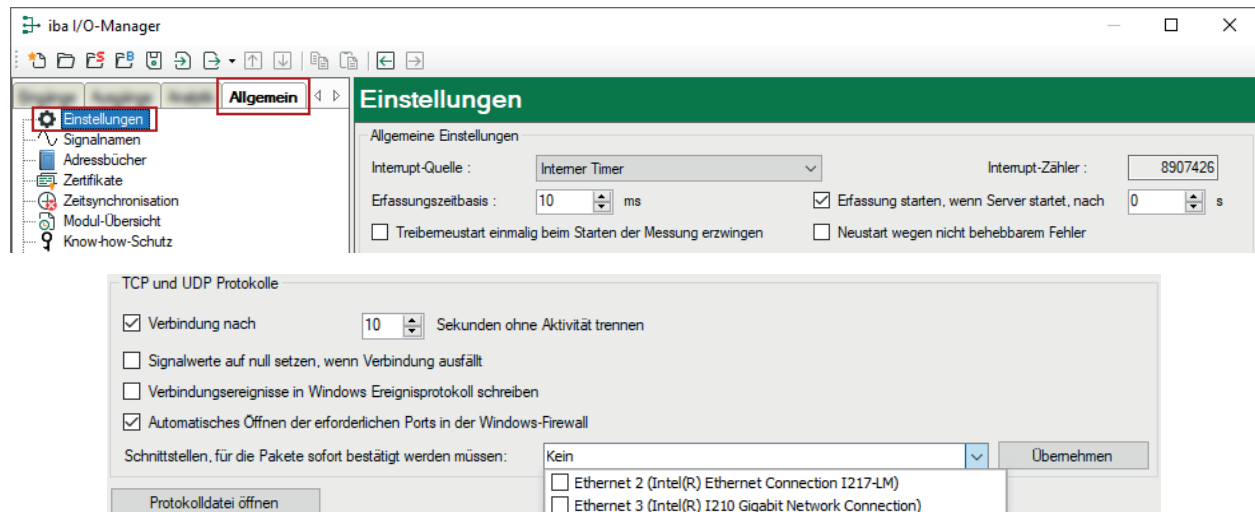 iba I/O-Manager
Allgemein
Einstellungen
Einstellungen
Signalnamen
Adressbücher
Zertifikate
Zeitsynchronisation
Modul-Übersicht
Know-how-Schutz
Allgemeine Einstellungen
Interrupt-Quelle : Interner Timer Interrupt-Zähler : 8907426
Erfassungszeitbasis : 10 ms Erfassung starten, wenn Server startet, nach 0 s
Treiberneustart einmalig beim Starten der Messung erzwingen Neustart wegen nicht behebbarem Fehler
TCP und UDP Protokolle
Verbindung nach 10 Sekunden ohne Aktivität trennen
Signalwerte auf null setzen, wenn Verbindung ausfällt
Verbindungsereignisse in Windows Ereignisprotokoll schreiben
Automatisches Öffnen der erforderlichen Ports in der Windows-Firewall
Schnittstellen, für die Pakete sofort bestätigt werden müssen: Kein Übernehmen
Ethernet 2 (Intel(R) Ethernet Connection I217-LM)
Protokolldatei öffnen Ethernet 3 (Intel(R) I210 Gigabit Network Connection)